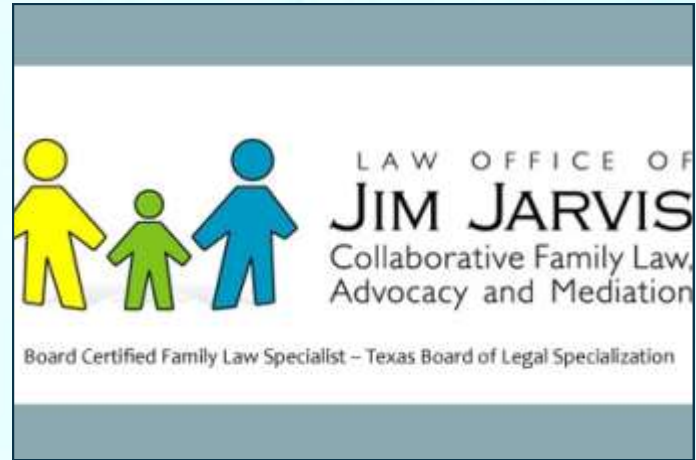 LAW OFFICE OF
JIM JARVIS
Collaborative Family Law,
Advocacy and Mediation
Board Certified Family Law Specialist – Texas Board of Legal Specialization